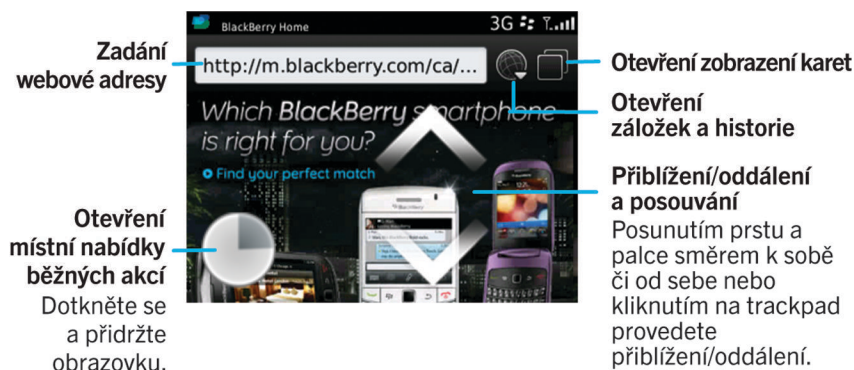 BlackBerry Home
3G
http://m.blackberry.com/ca/...
Which BlackBerry smartphone
is right for you?
Find your perfect match
Zadání
webové adresy
Otevření
místní nabídky
běžných akcí
Dotkněte se
a přidržte
obrazovku.
Otevření zobrazení karet
Otevření
záložek a historie
Přiblížení/oddálení
a posouvání
Posunutím prstu a
palce směrem k sobě
či od sebe nebo
kliknutím na trackpad
provedete
přiblížení/oddálení.